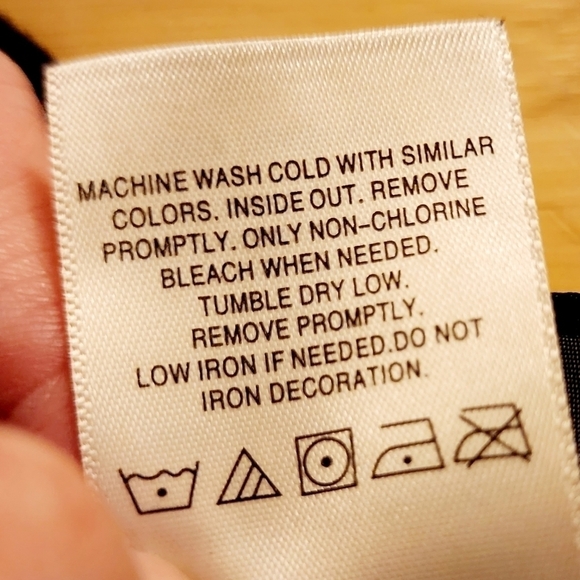 MACHINE WASH COLD WITH SIMILAR
COLORS. INSIDE OUT. REMOVE
PROMPTLY. ONLY NON-CHLORINE
BLEACH WHEN NEEDED.
TUMBLE DRY LOW.
REMOVE PROMPTLY.
LOW IRON IF NEEDED.DO NOT
IRON DECORATION.